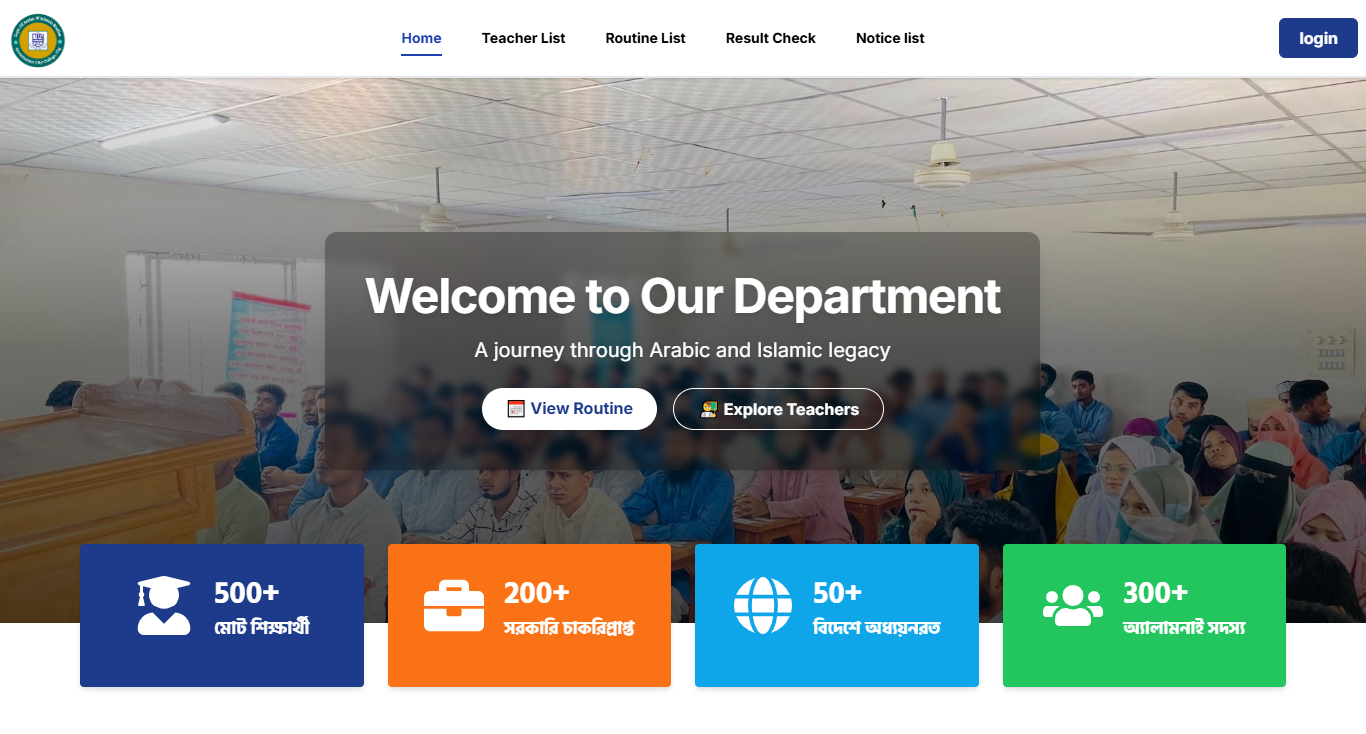 Home
Teacher List
Routine List
Result Check
Notice list
login
Welcome to Our Department
A journey through Arabic and Islamic legacy
View Routine
Explore Teachers
500+
মোট শিক্ষার্থী
200+
সরকারি চাকরিপ্রাপ্ত
50+
বিদেশে অধ্যয়নরত
300+
অ্যালামনাই সদস্য